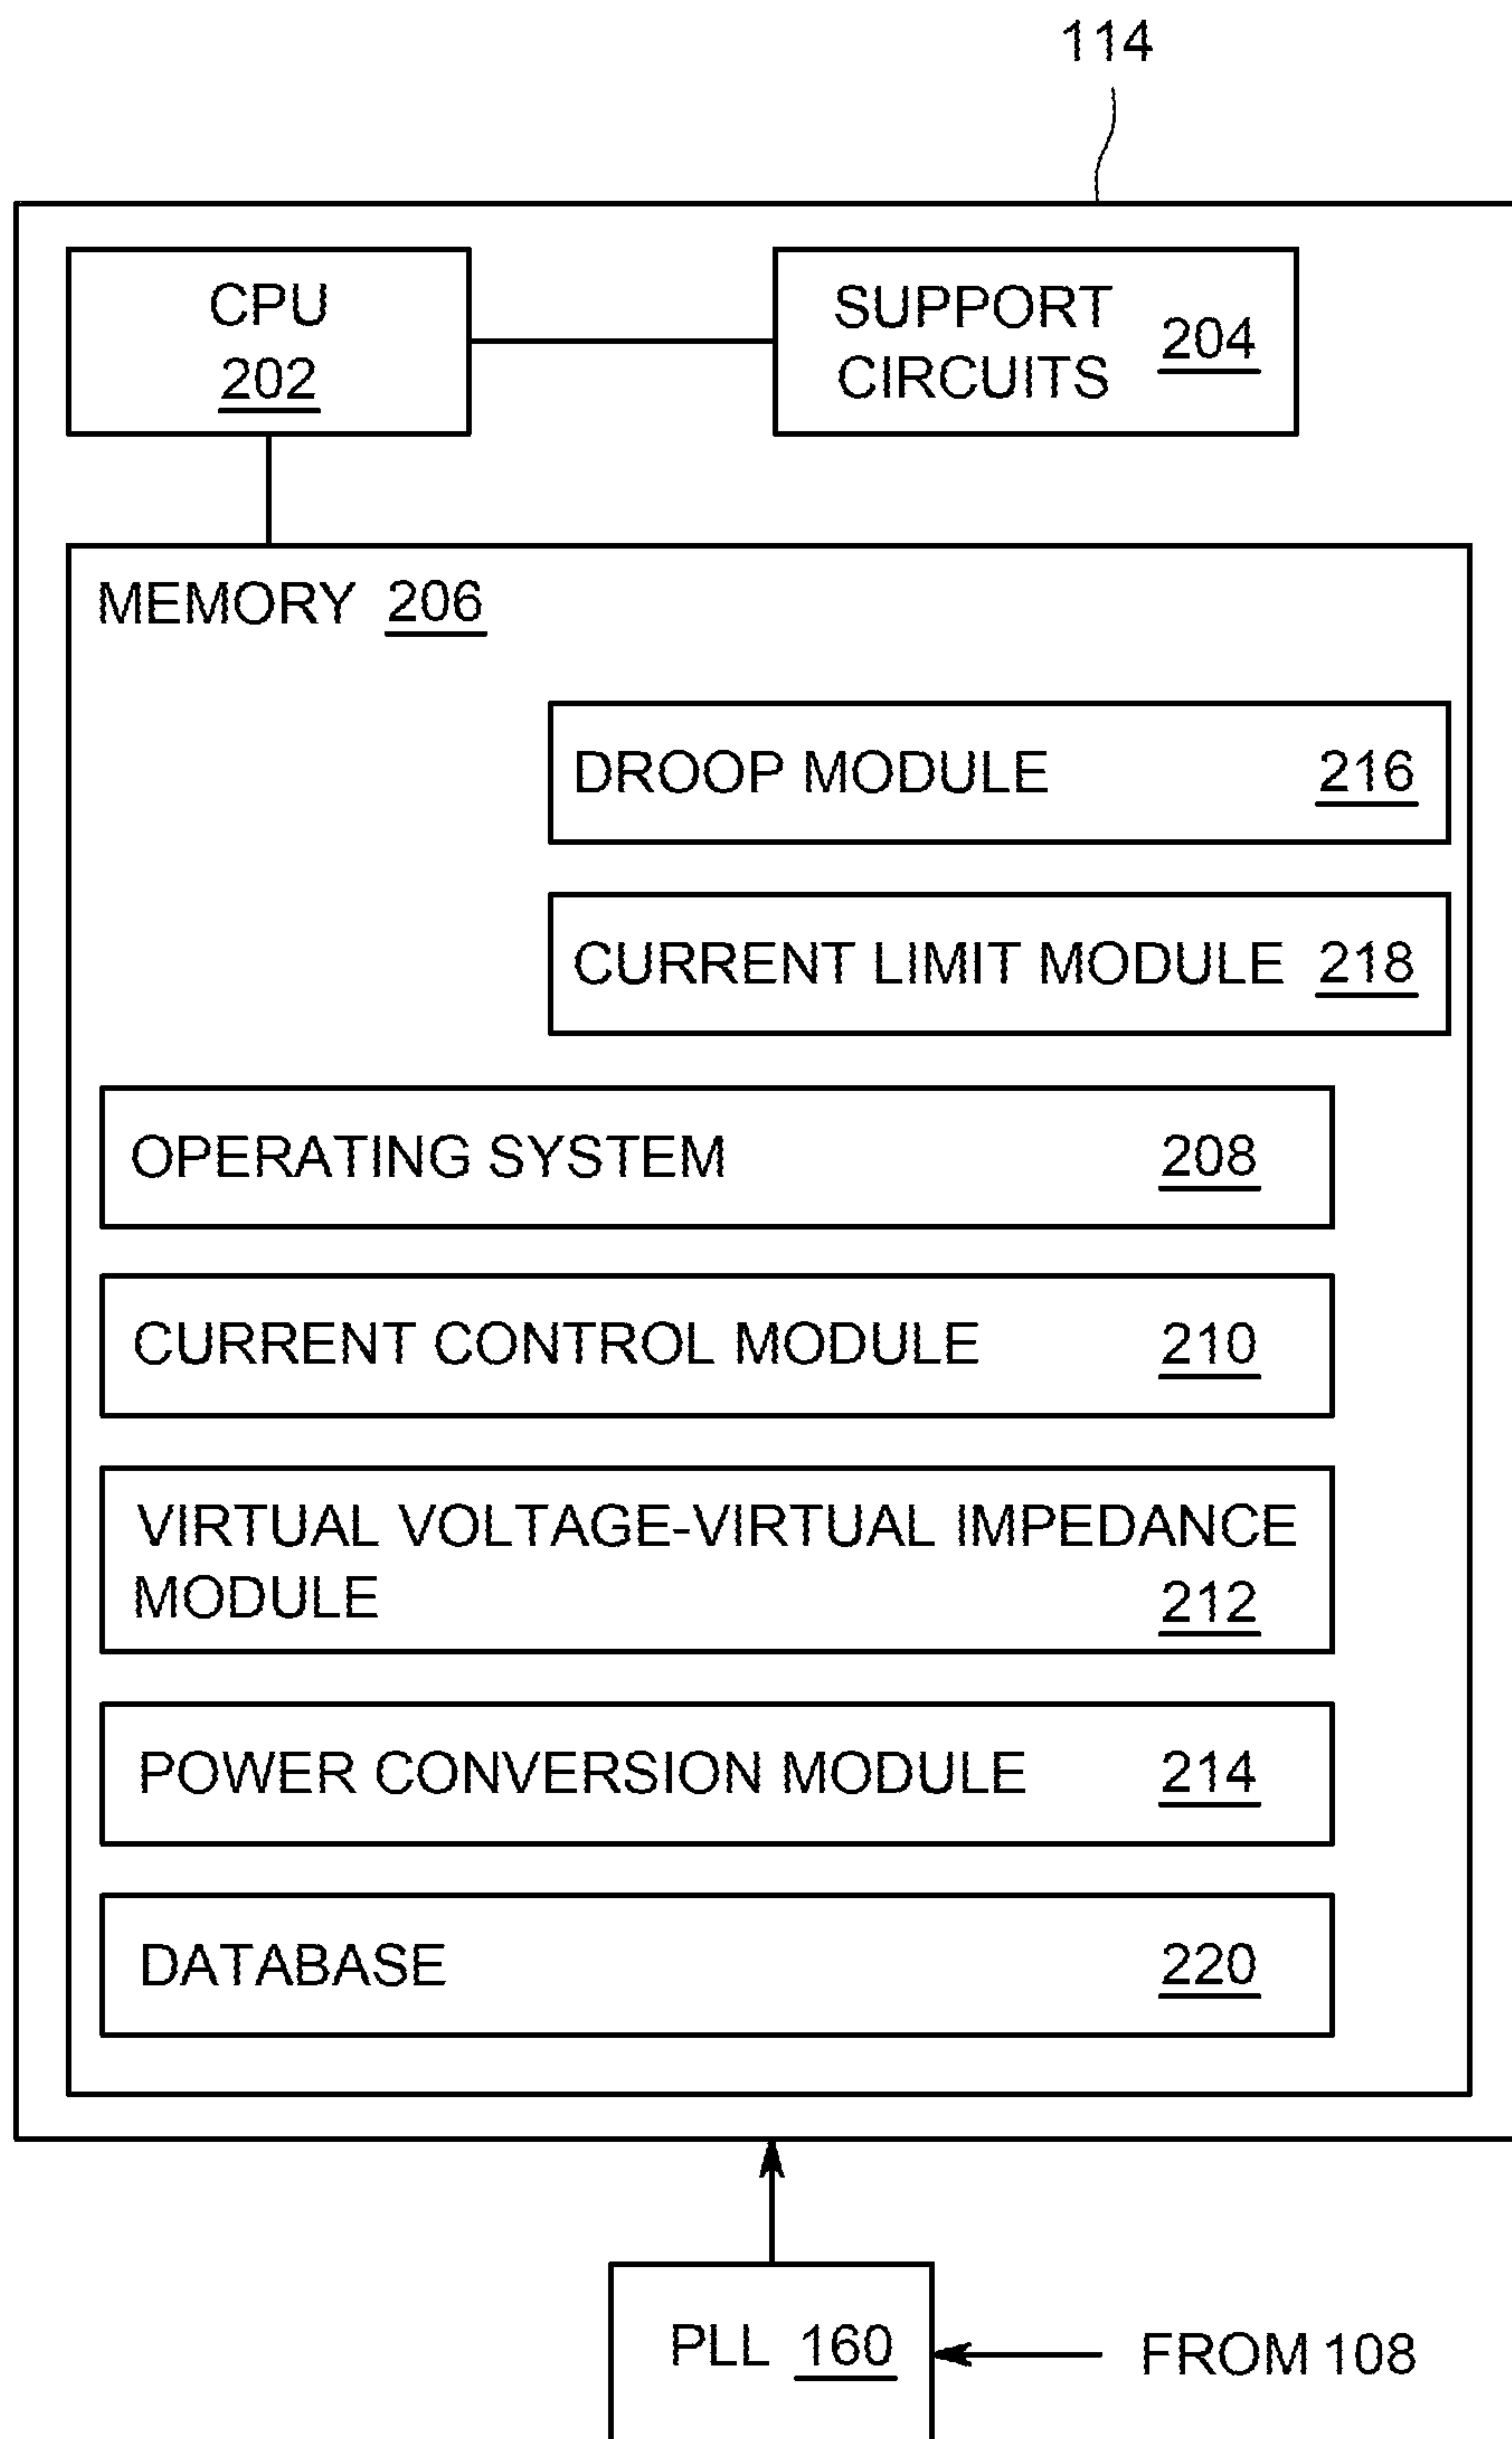 114
CPU
202
SUPPORT
CIRCUITS 204
MEMORY 206
DROOP MODULE 216
CURRENT LIMIT MODULE 218
OPERATING SYSTEM 208
CURRENT CONTROL MODULE 210
VIRTUAL VOLTAGE-VIRTUAL IMPEDANCE
MODULE 212
POWER CONVERSION MODULE 214
DATABASE 220
PLL 160
FROM 108